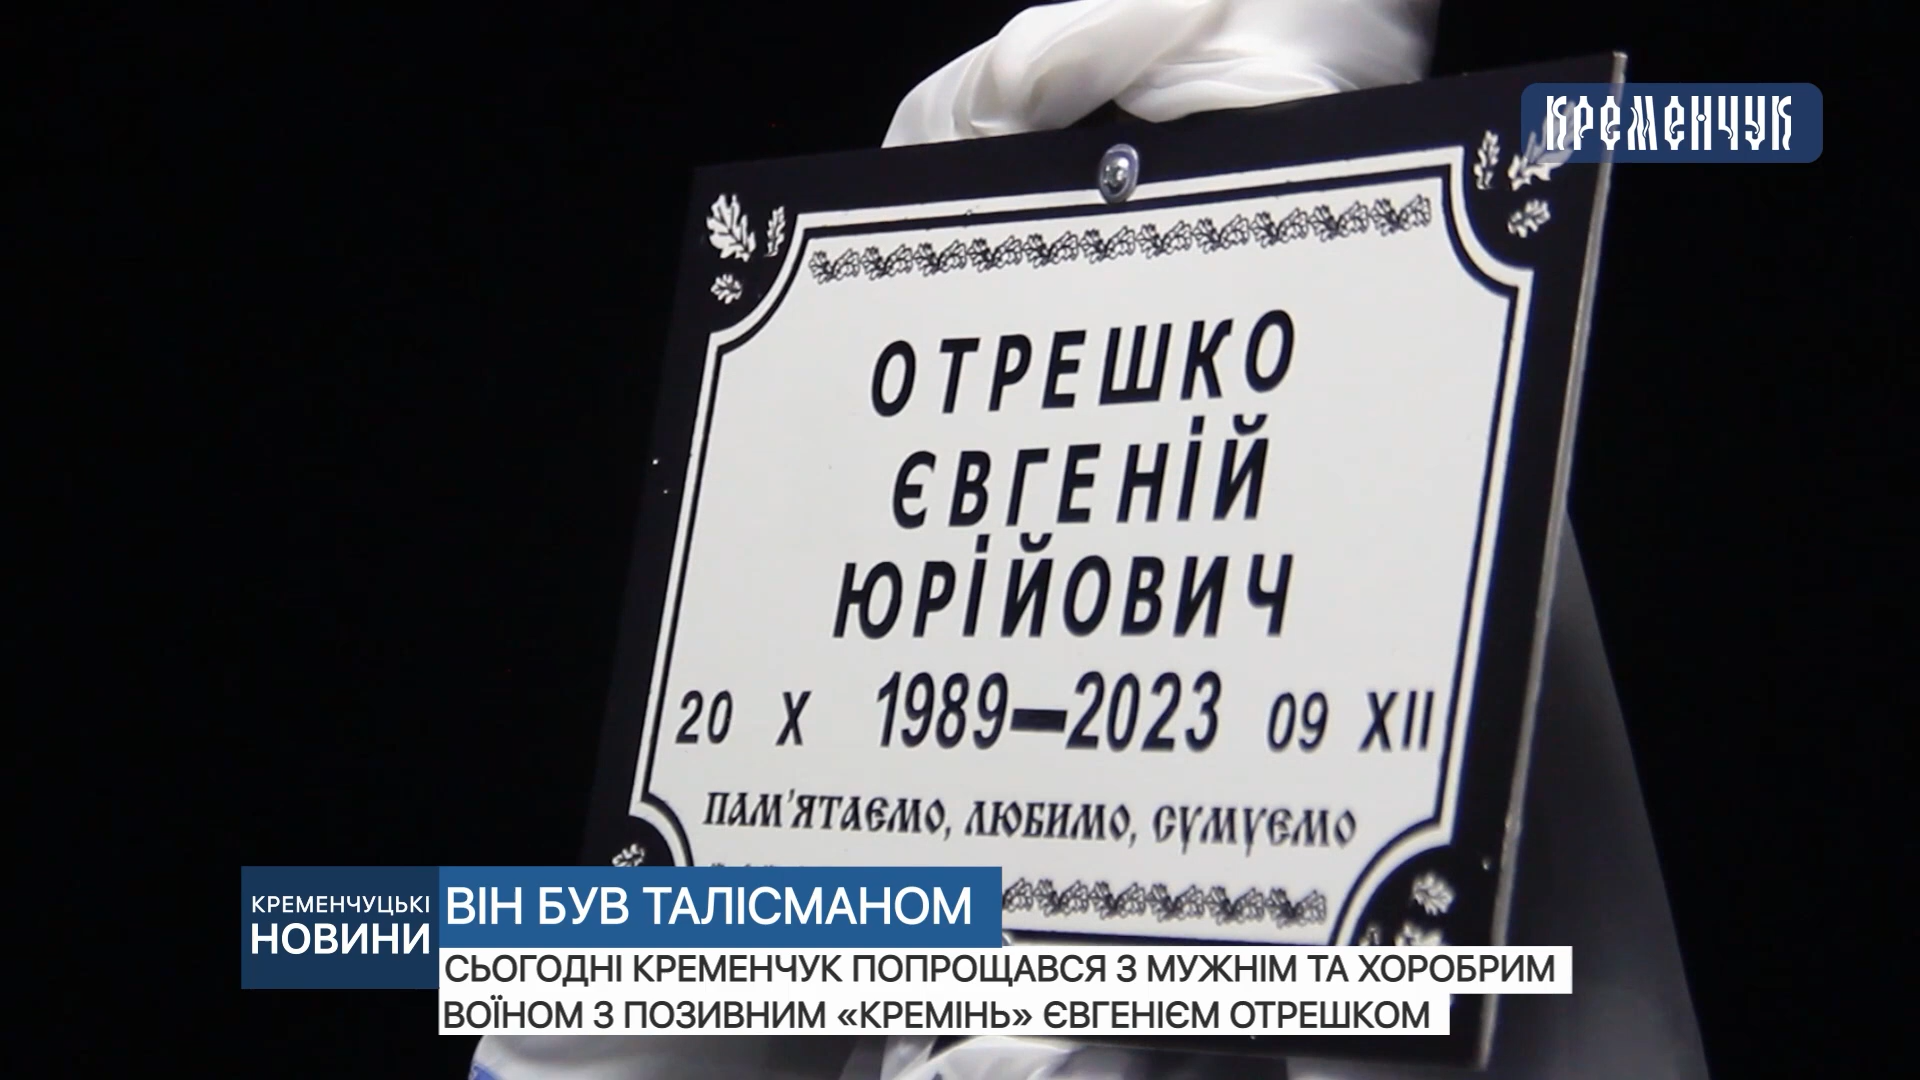 КРЕМЕНЧУК
ОТРЕШКО
ЄВГЕНІЙ
ЮРІЙОВИЧ
20 X 1989—2023 09 XII
ПАМ'ЯТАЄМО, ЛЮБИМО, СУМУЄМО
КРЕМЕНЧУЦЬКІ
НОВИНИ
ВІН БУВ ТАЛІСМАНОМ
СЬОГОДНІ КРЕМЕНЧУК ПОПРОЩАВСЯ З МУЖНІМ ТА ХОРОБРИМ
ВОЇНОМ З ПОЗИВНИМ «КРЕМІНЬ» ЄВГЕНІЄМ ОТРЕШКОМ